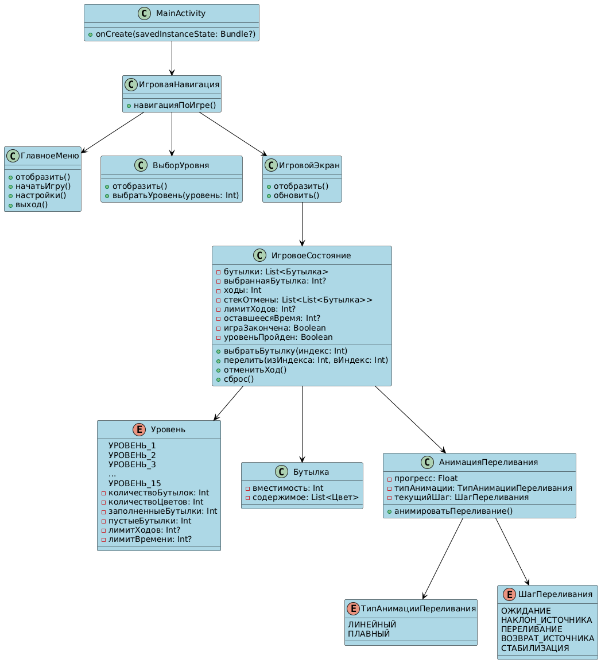 C MainActivity
onCreate(savedInstanceState: Bundle?)
C ИгроваяНавигация
навигацияПоИгре()
C ГлавноеМеню
отобразить()
начатьИгру()
настройки()
выход()
C ВыборУровня
отобразить()
выбратьУровень(уровень: Int)
C ИгровойЭкран
отобразить()
обновить()
C ИгровоеСостояние
бутылки: List<Бутылка>
выбраннаяБутылка: Int?
ходы: Int
стекОтмены: List<List<Бутылка>>
лимитХодов: Int?
оставшеесяВремя: Int?
играЗакончена: Boolean
уровеньПройден: Boolean
выбратьБутылку(индекс: Int)
перелить(изИндекса: Int, вИндекс: Int)
отменитьХод()
сброс()
E Уровень
УРОВЕНЬ_1
УРОВЕНЬ_2
УРОВЕНЬ_3
...
УРОВЕНЬ_15
количествоБутылок: Int
количествоЦветов: Int
заполненныеБутылки: Int
пустыеБутылки: Int
лимитХодов: Int?
лимитВремени: Int?
C Бутылка
вместимость: Int
содержимое: List<Цвет>
C АнимацияПереливания
прогресс: Float
типАнимации: ТипАнимацииПереливания
текущийШаг: ШагПереливания
анимироватьПереливание()
E ТипАнимацииПереливания
ЛИНЕЙНЫЙ
ПЛАВНЫЙ
E ШагПереливания
ОЖИДАНИЕ
НАКЛОН_ИСТОЧНИКА
ПЕРЕЛИВАНИЕ
ВОЗВРАТ_ИСТОЧНИКА
СТАБИЛИЗАЦИЯ